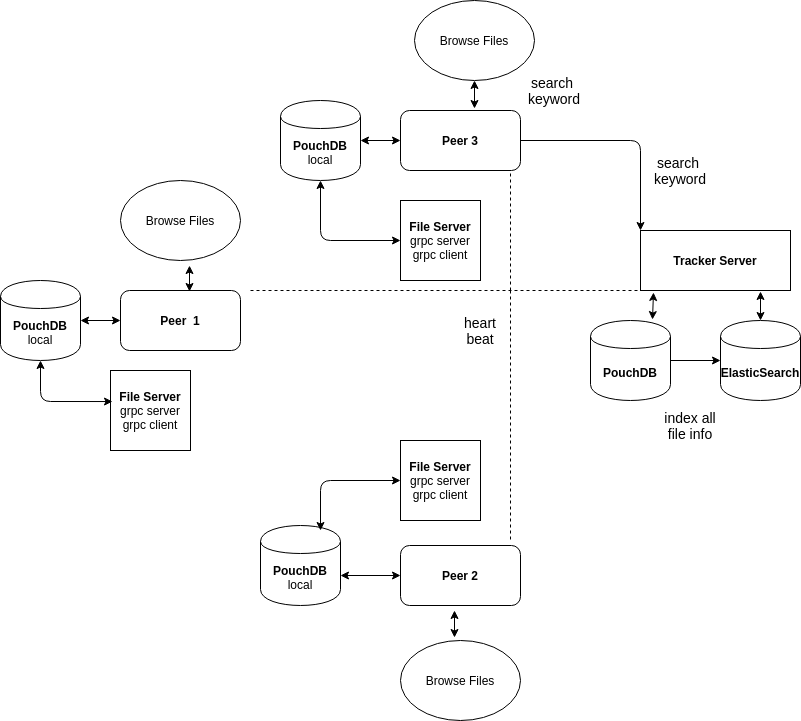 Browse Files
search
keyword
PouchDB
local
Peer 3
search
keyword
Browse Files
File Server
grpc server
grpc client
Tracker Server
PouchDB
local
Peer  1
heart
beat
PouchDB
ElasticSearch
File Server
grpc server
grpc client
index all
file info
File Server
grpc server
grpc client
PouchDB
local
Peer 2
Browse Files